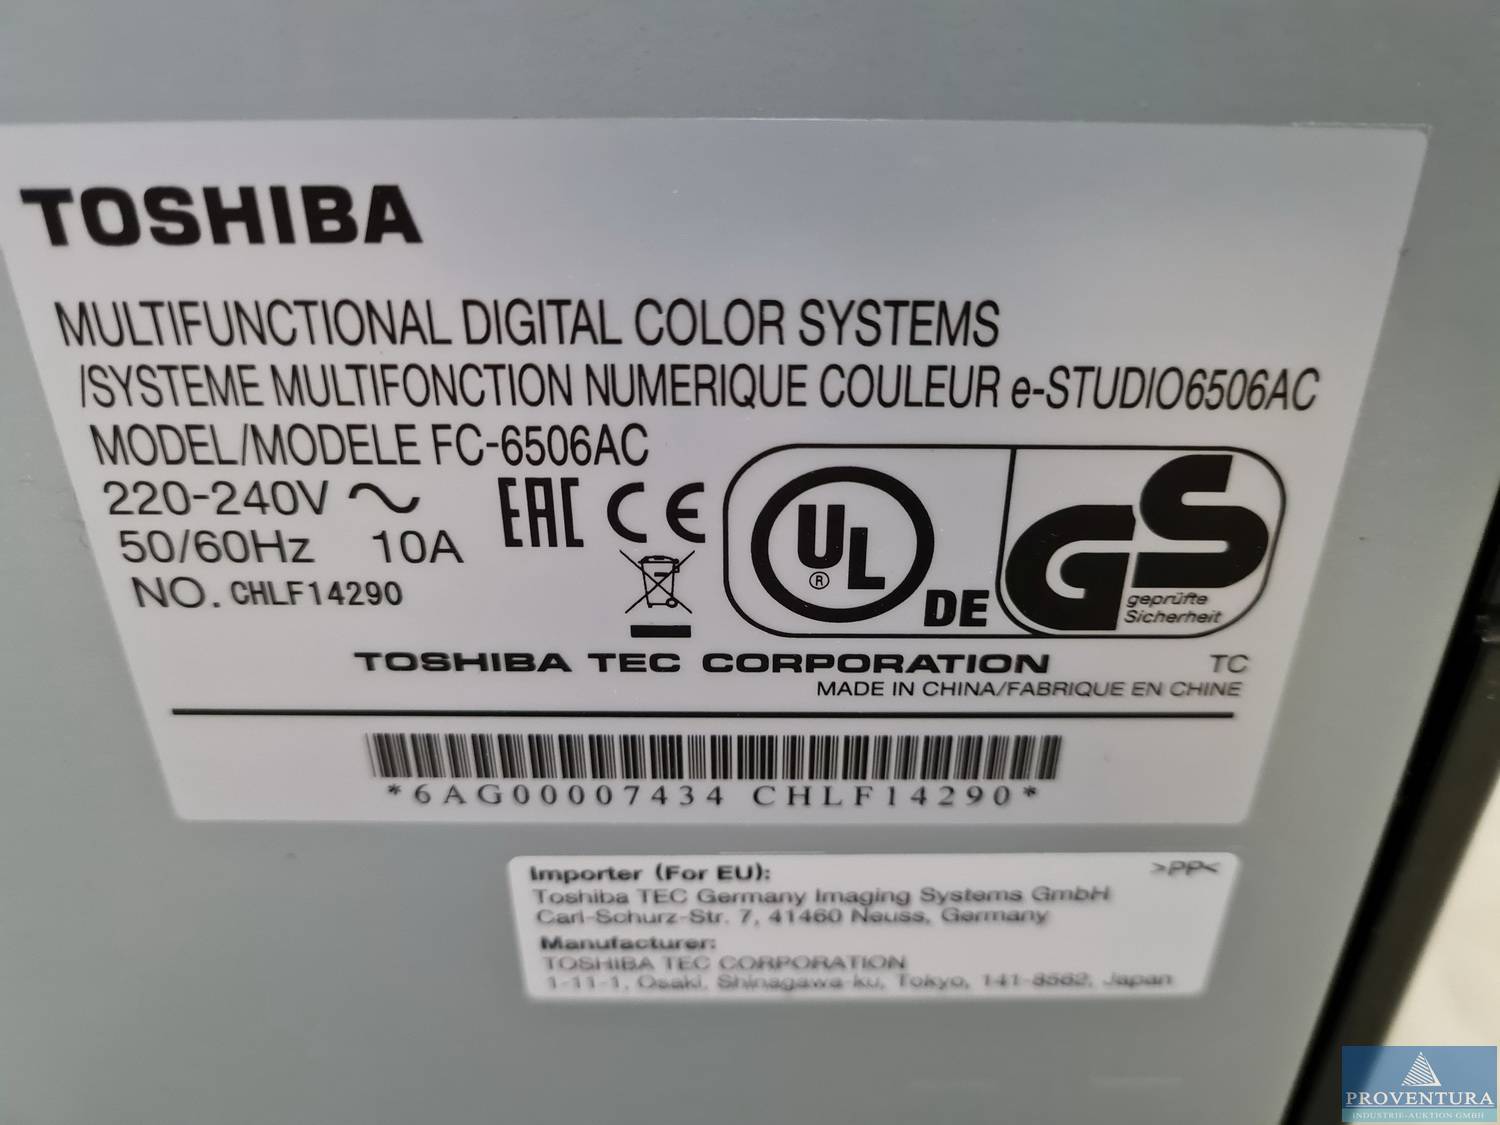 TOSHIBA
MULTIFUNCTIONAL DIGITAL COLOR SYSTEMS
/SYSTEME MULTIFONCTION NUMERIQUE COULEUR e-STUDIO6506AC
MODEL/MODELE FC-6506AC
220-240V ～
50/60Hz 10A
NO. CHLF14290
EAC CE
UL
®
DE
GS
geprüfte
Sicherheit
TOSHIBA TEC CORPORATION TC
MADE IN CHINA/FABRIQUE EN CHINE
*6AG00007434 CHLF14290*
Importer (For EU): >PP<
Toshiba TEC Germany Imaging Systems GmbH
Carl-Schurz-Str. 7, 41460 Neuss, Germany
Manufacturer:
TOSHIBA TEC CORPORATION
1-11-1, Osaki, Shinagawa-ku, Tokyo, 141-8562, Japan
PROVENTURA
INDUSTRIE-AUKTION GMBH